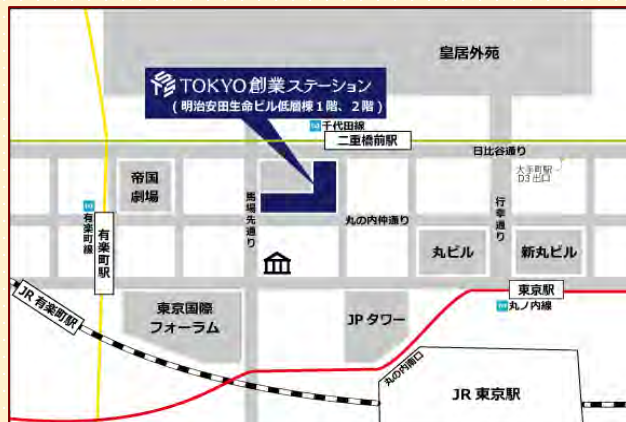 皇居外苑
TOKYO創業ステーション
(明治安田生命ビル低層棟1階、2階)
千代田線
二重橋前駅
日比谷通り
大手町駅
D3出口
帝国
劇場
馬場先通り
行幸通り
有楽町線
有楽町駅
丸の内仲通り
丸ビル
新丸ビル
JR有楽町駅
東京国際
フォーラム
JPタワー
東京駅
丸ノ内線
丸の内南口
JR東京駅